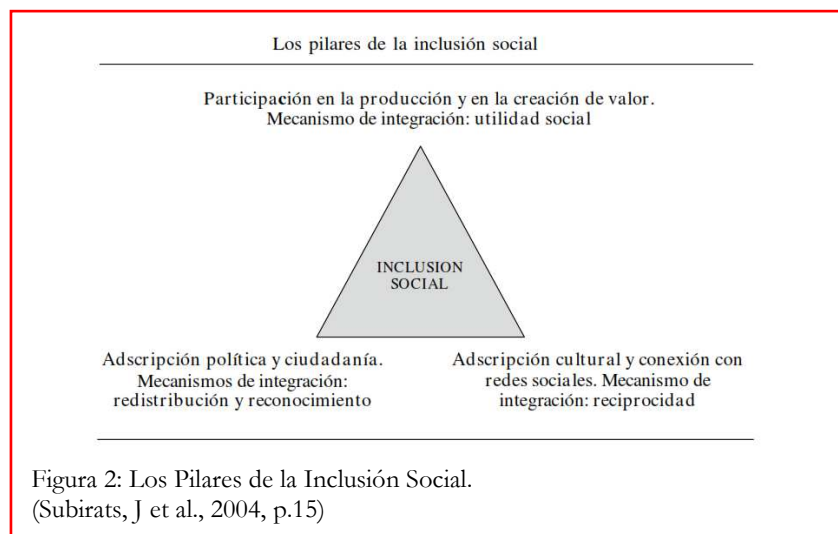 Los pilares de la inclusión social
Participación en la producción y en la creación de valor.
Mecanismo de integración: utilidad social
INCLUSION
SOCIAL
Adscripción política y ciudadanía.
Mecanismos de integración:
redistribución y reconocimiento
Adscripción cultural y conexión con
redes sociales. Mecanismo de
integración: reciprocidad
Figura 2: Los Pilares de la Inclusión Social.
(Subirats, J et al., 2004, p.15)